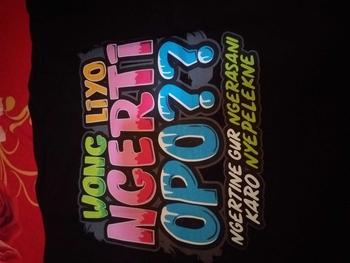 WONG LIYO
NGERTI
OPO??
NGERTINE GUR NGERASANI
KARO NYEPELEKNE